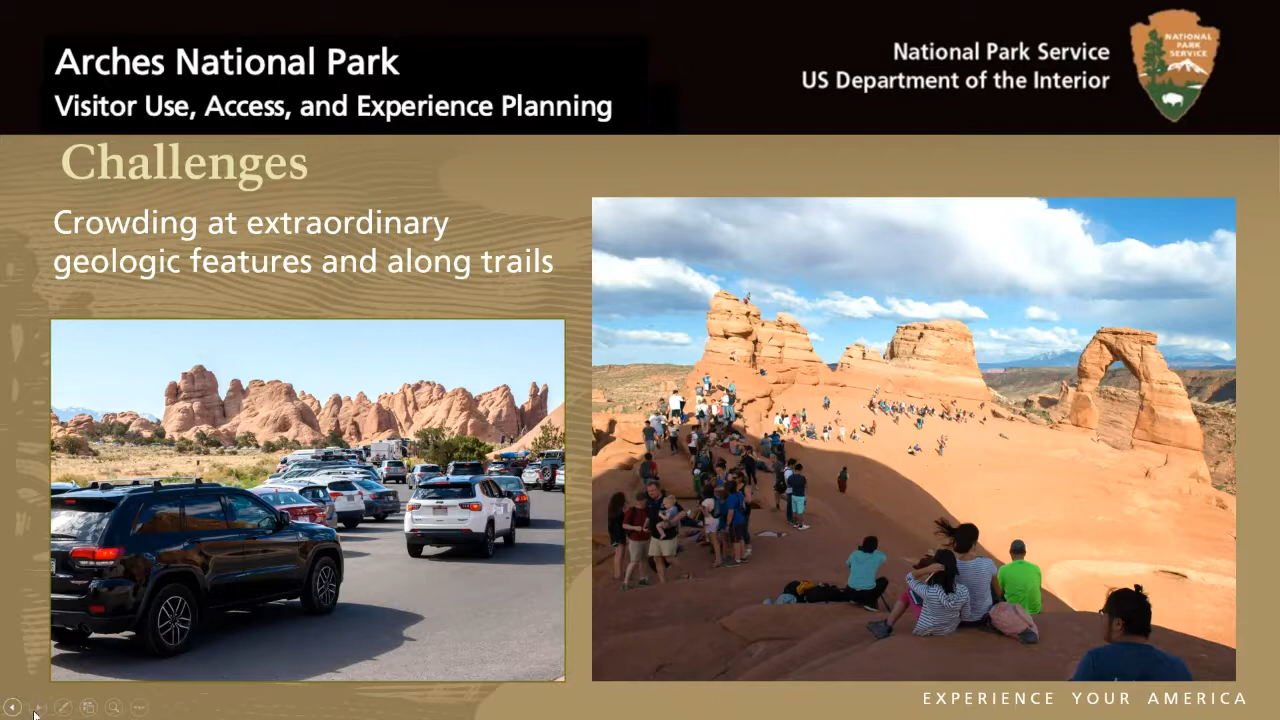 Arches National Park
Visitor Use, Access, and Experience Planning
National Park Service
US Department of the Interior
NATIONAL
PARK
SERVICE
Challenges
Crowding at extraordinary
geologic features and along trails
EXPERIENCE YOUR AMERICA